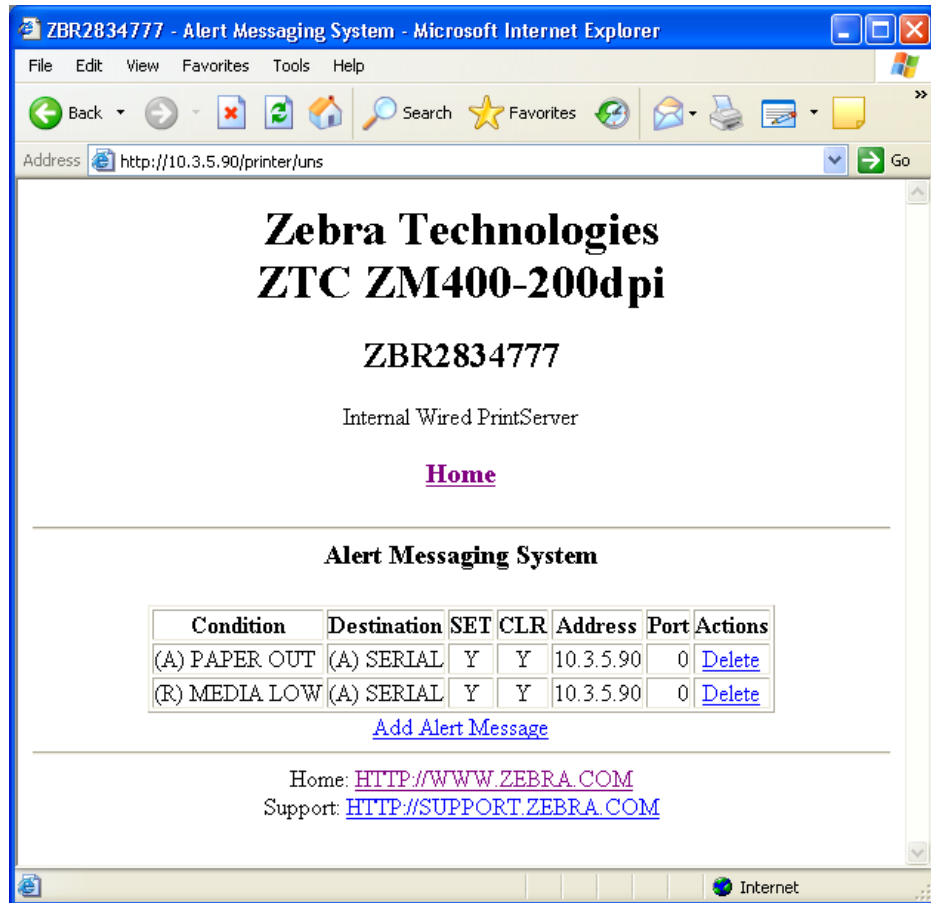 ZBR2834777 - Alert Messaging System - Microsoft Internet Explorer
File Edit View Favorites Tools Help
Back Search Favorites »
Address http://10.3.5.90/printer/uns Go
Zebra Technologies
ZTC ZM400-200dpi
ZBR2834777
Internal Wired PrintServer
Home
Alert Messaging System
Condition Destination SET CLR Address Port Actions
(A) PAPER OUT (A) SERIAL Y Y 10.3.5.90 0 Delete
(R) MEDIA LOW (A) SERIAL Y Y 10.3.5.90 0 Delete
Add Alert Message
Home: HTTP://WWW.ZEBRA.COM
Support: HTTP://SUPPORT.ZEBRA.COM
Internet